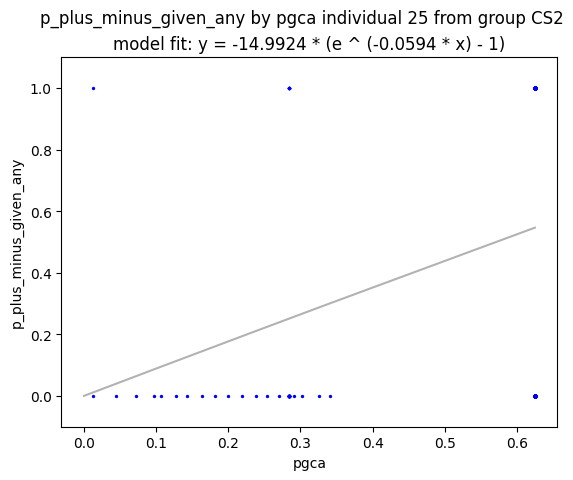 p_plus_minus_given_any by pgca individual 25 from group CS2
model fit: y = -14.9924 * (e ^ (-0.0594 * x) - 1)
1.0
0.8
0.6
0.4
0.2
0.0
p_plus_minus_given_any
0.0 0.1 0.2 0.3 0.4 0.5 0.6
pgca